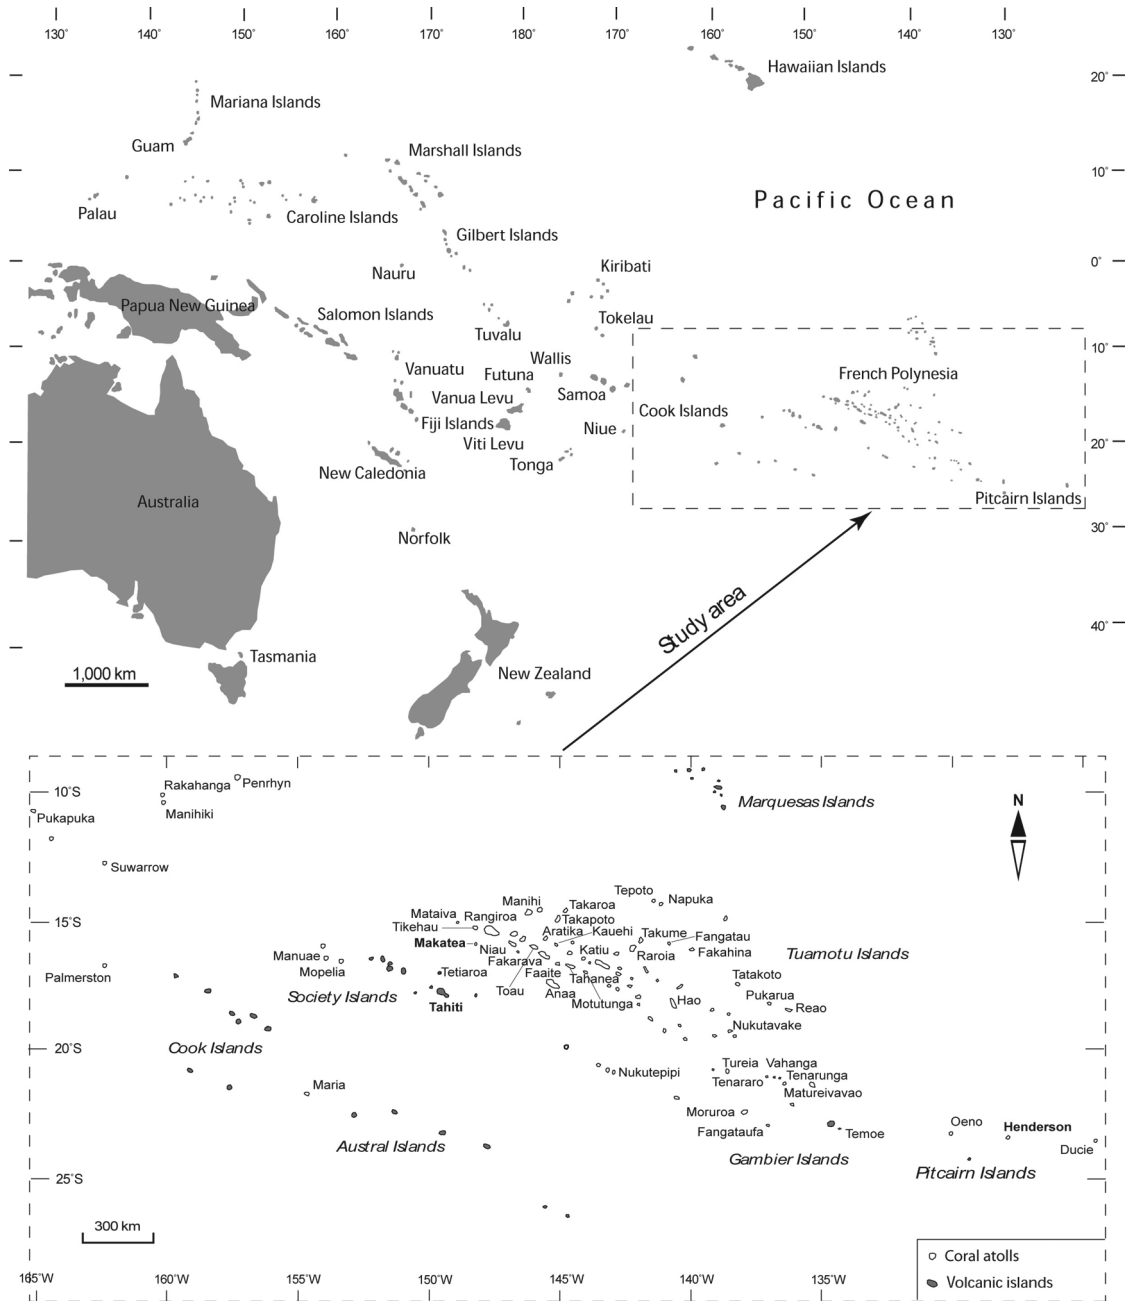 130˚ 140˚ 150˚ 160˚ 170˚ 180˚ 170˚ 160˚ 150˚ 140˚ 130˚
Hawaiian Islands
20˚
Mariana Islands
Guam
Marshall Islands
10˚
Pacific Ocean
Palau
Caroline Islands
Gilbert Islands
0˚
Nauru
Kiribati
Papua New Guinea
Salomon Islands
Tokelau
Tuvalu
10˚
Wallis
Vanuatu
Futuna
French Polynesia
Vanua Levu
Samoa
Cook Islands
Fiji Islands
Niue
Viti Levu
20˚
Tonga
New Caledonia
Australia
Pitcairn Islands
30˚
Norfolk
Study area
40˚
Tasmania
New Zealand
1,000 km
10˚S
Rakahanga
Penrhyn
Manihiki
Pukapuka
Marquesas Islands
N
Suwarrow
Tepoto
Napuka
Manihi
Takaroa
15˚S
Mataiva
Rangiroa
Takapoto
Tikehau
Aratika
Kauehi
Takume
Fangatau
Makatea
Niau
Katiu
Raroia
Fakahina
Tuamotu Islands
Manuae
Fakarava
Mopelia
Tetiaroa
Faaite
Tahanea
Tatakoto
Palmerston
Society Islands
Toau
Anaa
Pukarua
Tahiti
Motutunga
Hao
Reao
Nukutavake
20˚S
Cook Islands
Tureia
Vahanga
Nukutepipi
Tenararo
Tenarunga
Maria
Matureivavao
Moruroa
Oeno
Henderson
Fangataufa
Temoe
Austral Islands
Ducie
Gambier Islands
Pitcairn Islands
25˚S
300 km
Coral atolls
Volcanic islands
165˚W 160˚W 155˚W 150˚W 145˚W 140˚W 135˚W